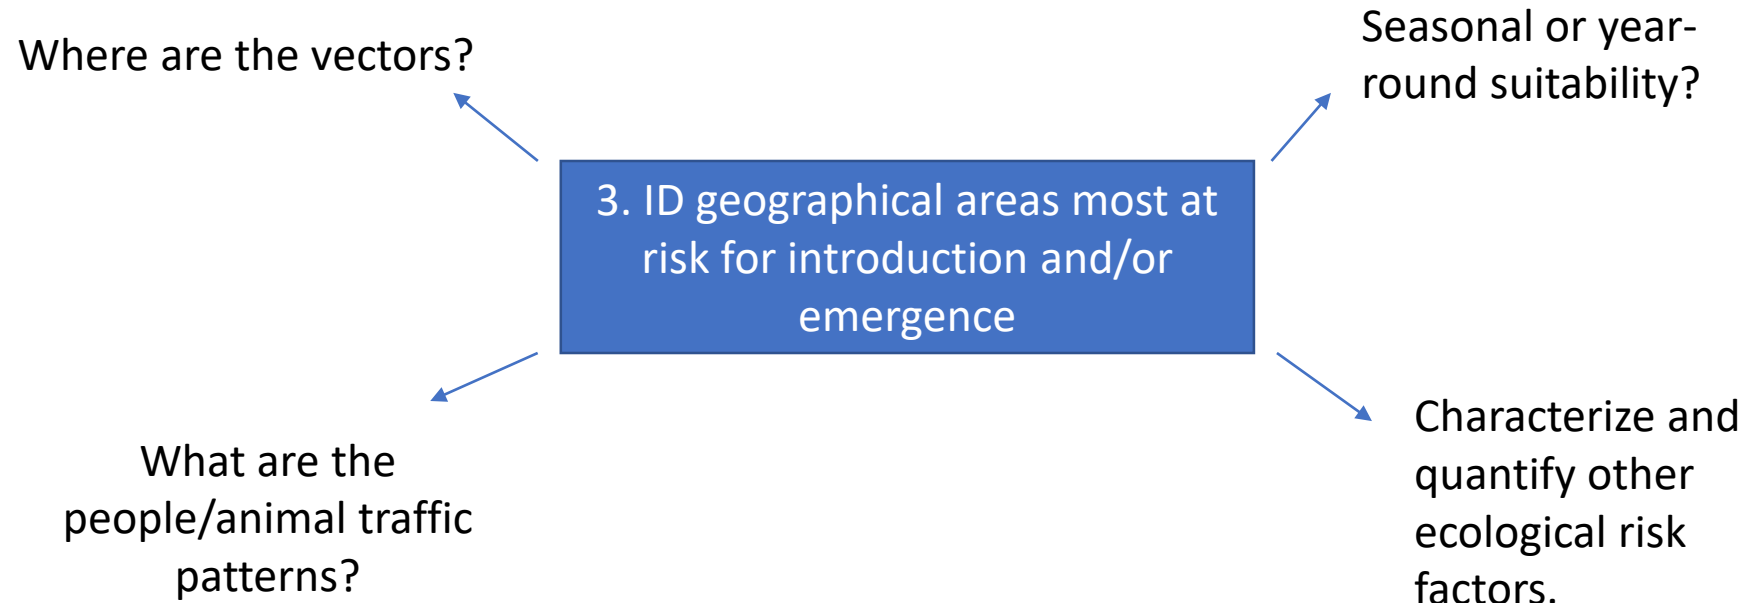 Where are the vectors?
Seasonal or year-
round suitability?
3. ID geographical areas most at
risk for introduction and/or
emergence
What are the
people/animal traffic
patterns?
Characterize and
quantify other
ecological risk
factors.